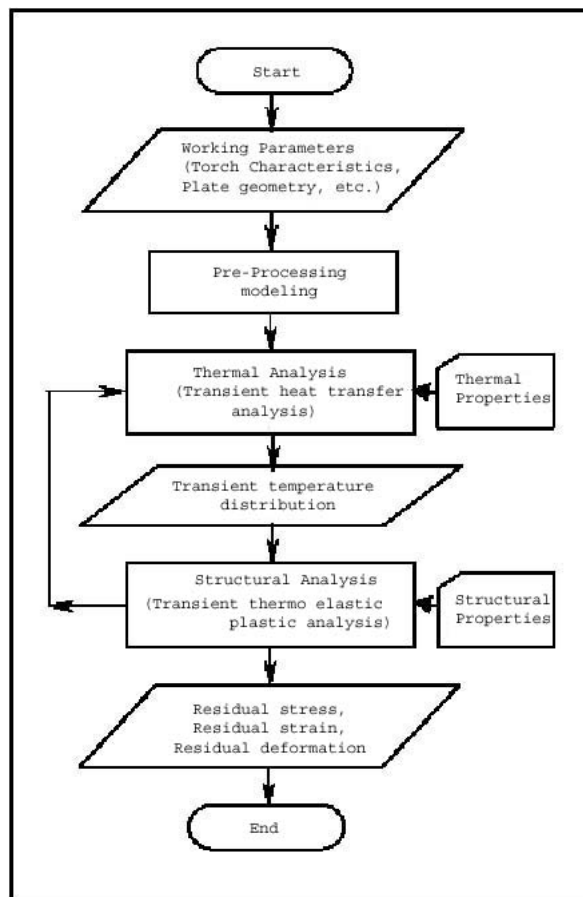 Start
Working Parameters
(Torch Characteristics,
Plate geometry, etc.)
Pre-Processing
modeling
Thermal Analysis
(Transient heat transfer
analysis)
Thermal
Properties
Transient temperature
distribution
Structural Analysis
(Transient thermo elastic
plastic analysis)
Structural
Properties
Residual stress,
Residual strain,
Residual deformation
End